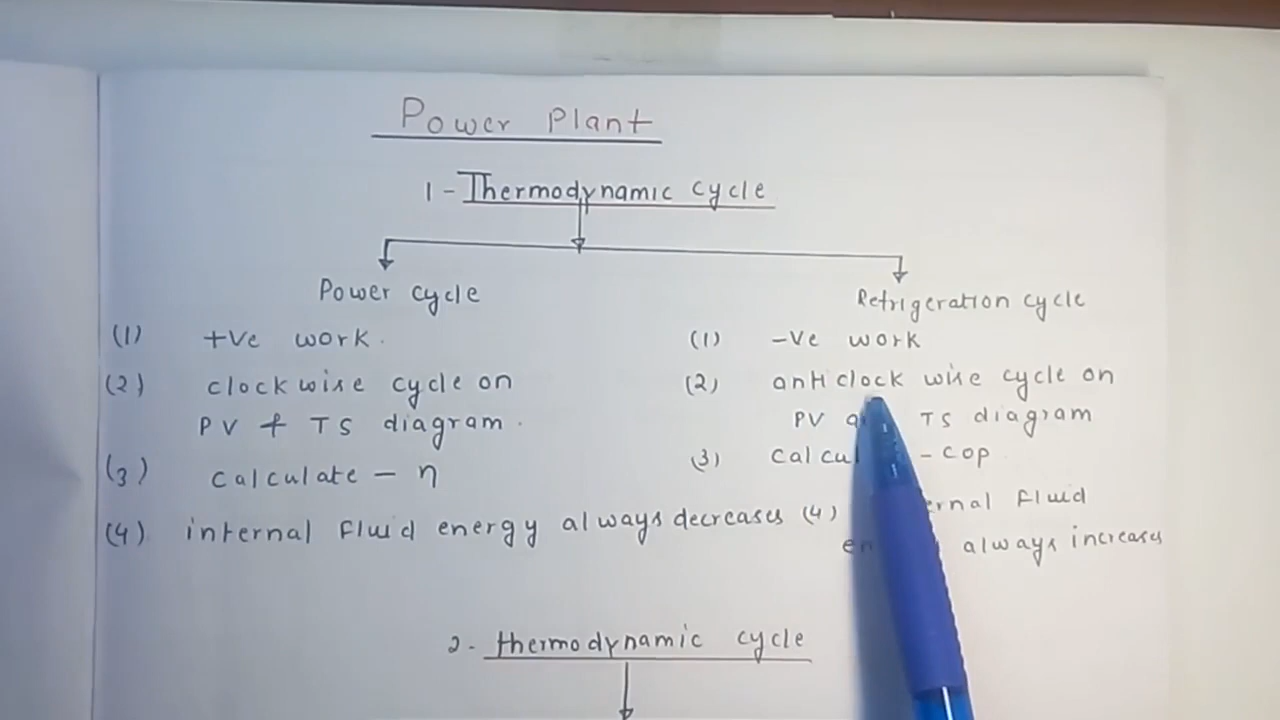 Power Plant
1 - Thermodynamic cycle
Power cycle
(1) +ve work.
(2) clockwise cycle on
PV & TS diagram.
(3) calculate - η
(4) internal fluid energy always decreases
Refrigeration cycle
(1) -ve work
(2) anticlock wise cycle on
PV TS diagram
(3) - COP
(4) fluid
always increases
2. thermodynamic cycle